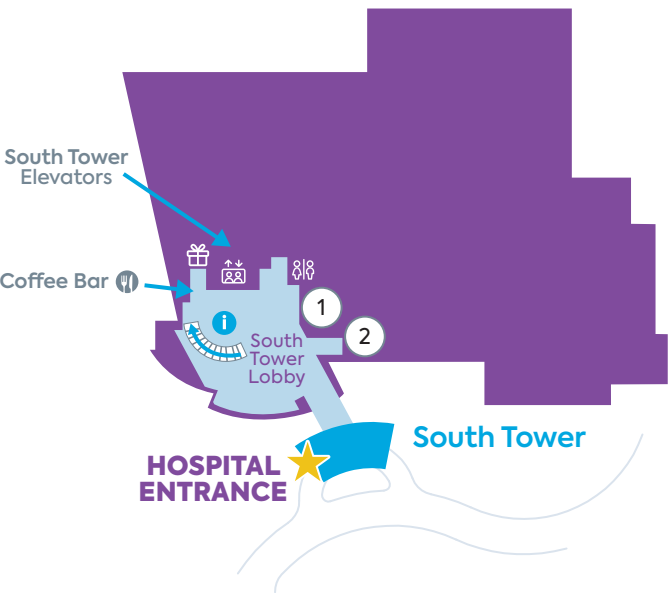 South Tower
Elevators
Coffee Bar
i
1
2
South
Tower
Lobby
South Tower
HOSPITAL
ENTRANCE